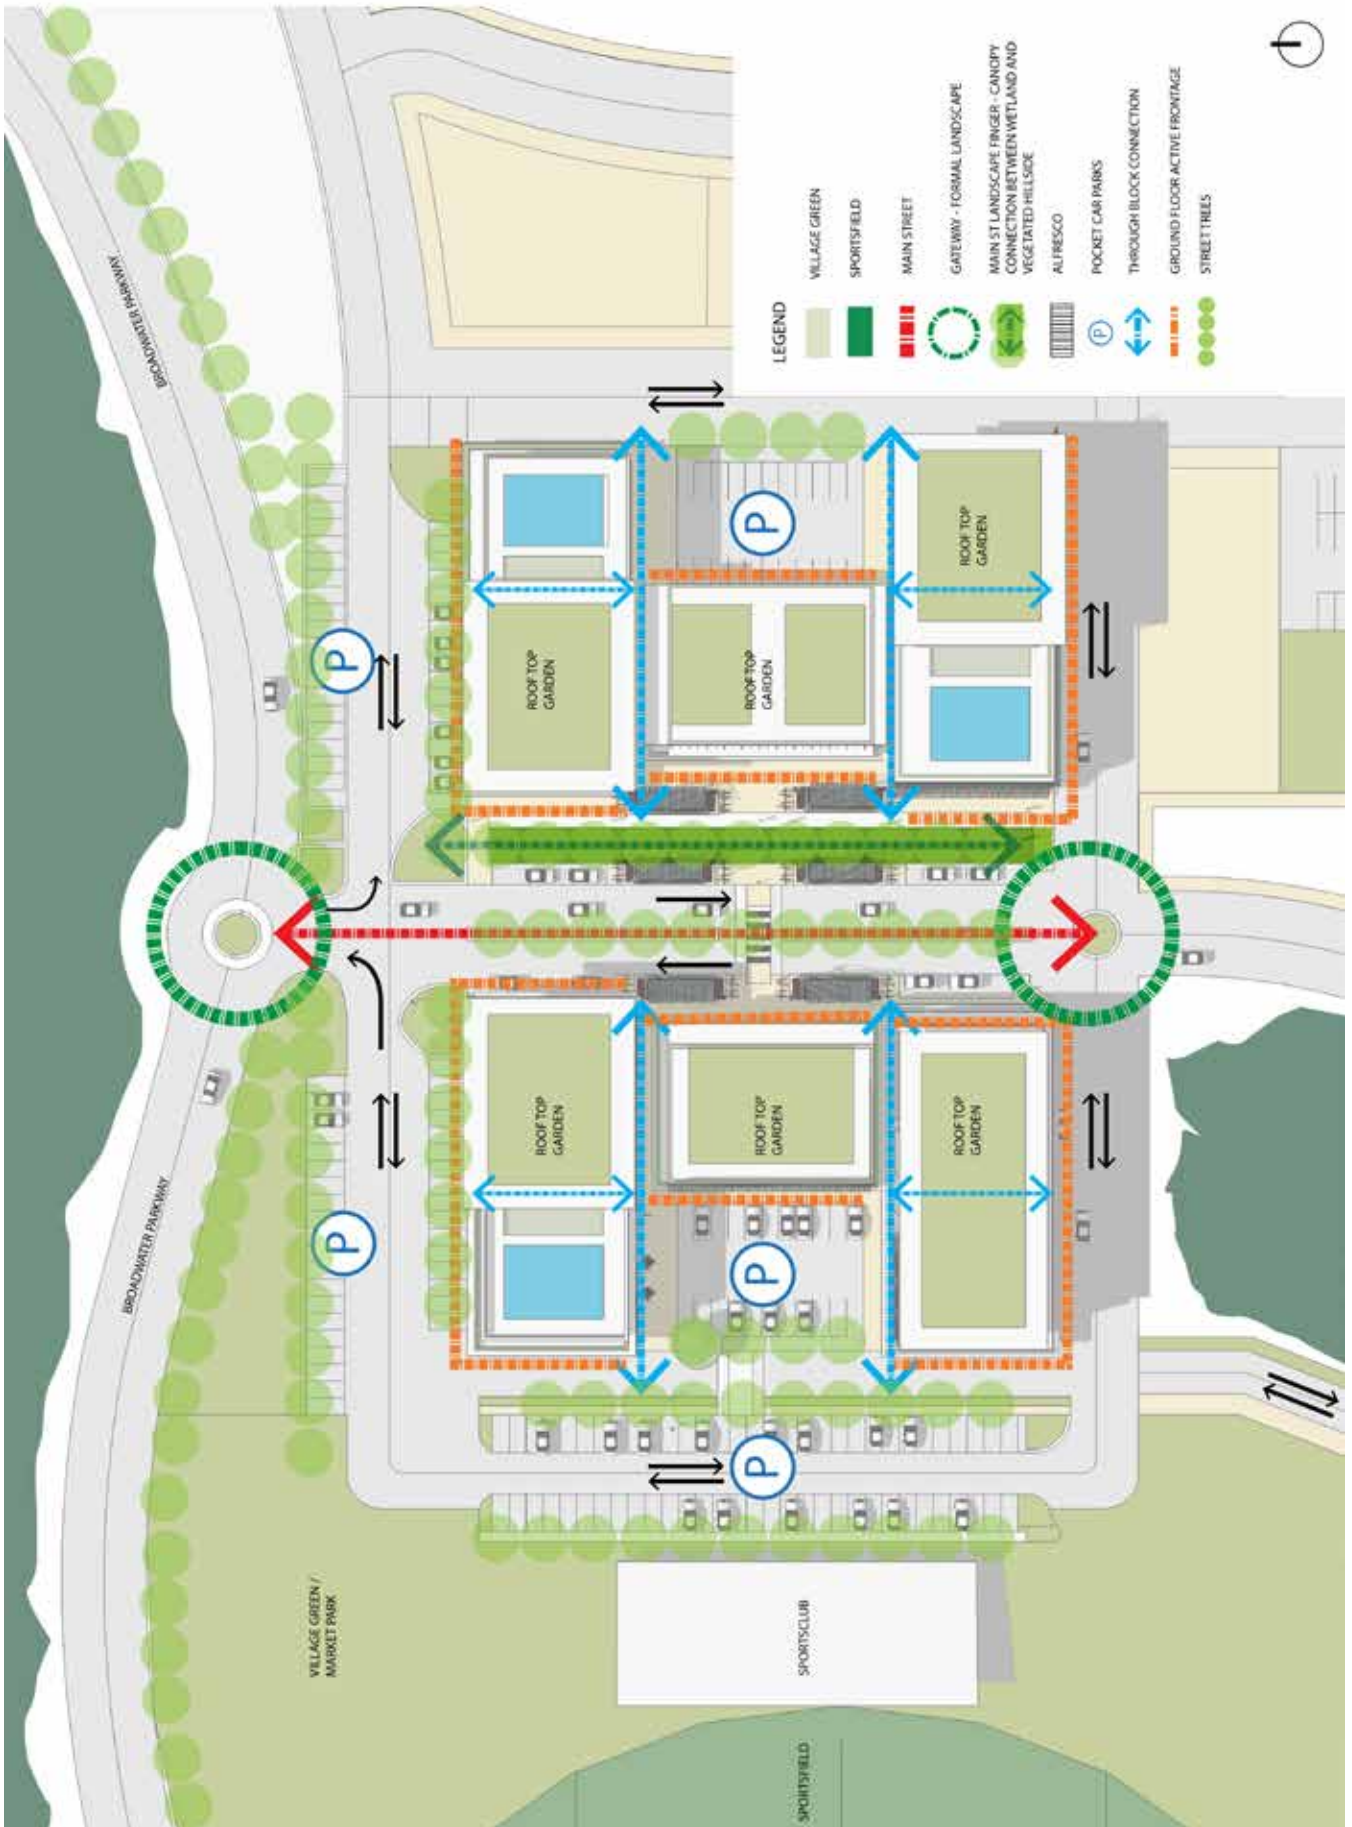 BROADWATER PARKWAY
BROADWATER PARKWAY
VILLAGE GREEN /
MARKET PARK
SPORTSCLUB
SPORTSFIELD
ROOF TOP
GARDEN
ROOF TOP
GARDEN
ROOF TOP
GARDEN
ROOF TOP
GARDEN
ROOF TOP
GARDEN
ROOF TOP
GARDEN
P
P
P
P
P
LEGEND
VILLAGE GREEN
SPORTSFIELD
MAIN STREET
GATEWAY - FORMAL LANDSCAPE
MAIN ST LANDSCAPE FINGER - CANOPY
CONNECTION BETWEEN WETLAND AND
VEGETATED HILLSIDE
ALFRESCO
P
POCKET CAR PARKS
THROUGH BLOCK CONNECTION
GROUND FLOOR ACTIVE FRONTAGE
STREET TREES